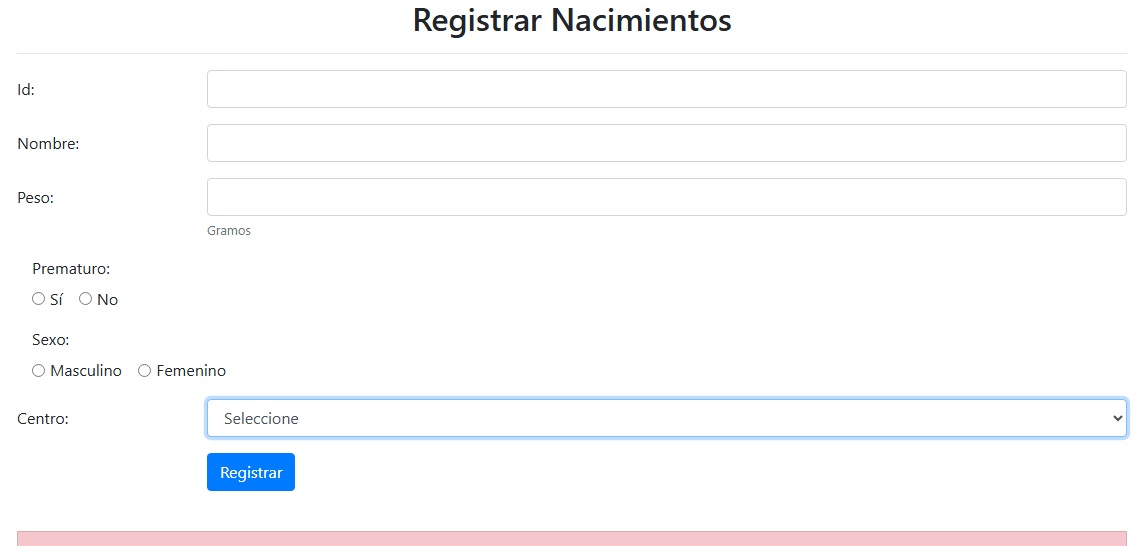 Registrar Nacimientos
Id:
Nombre:
Peso:
Gramos
Prematuro:
Sí No
Sexo:
Masculino Femenino
Centro: Seleccione
Registrar